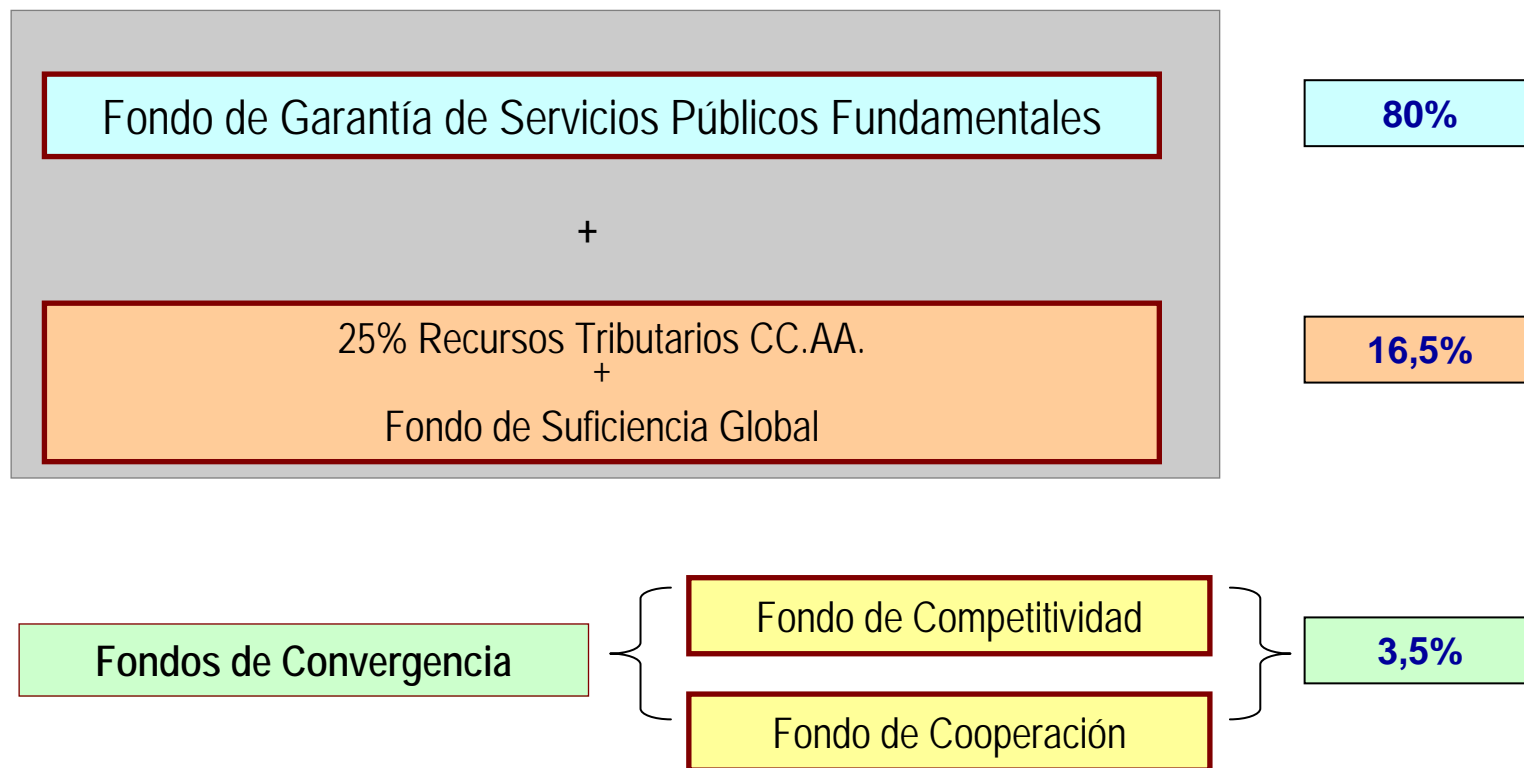 Fondo de Garantía de Servicios Públicos Fundamentales
80%
+
25% Recursos Tributarios CC.AA.
+
Fondo de Suficiencia Global
16,5%
Fondos de Convergencia
Fondo de Competitividad
Fondo de Cooperación
3,5%